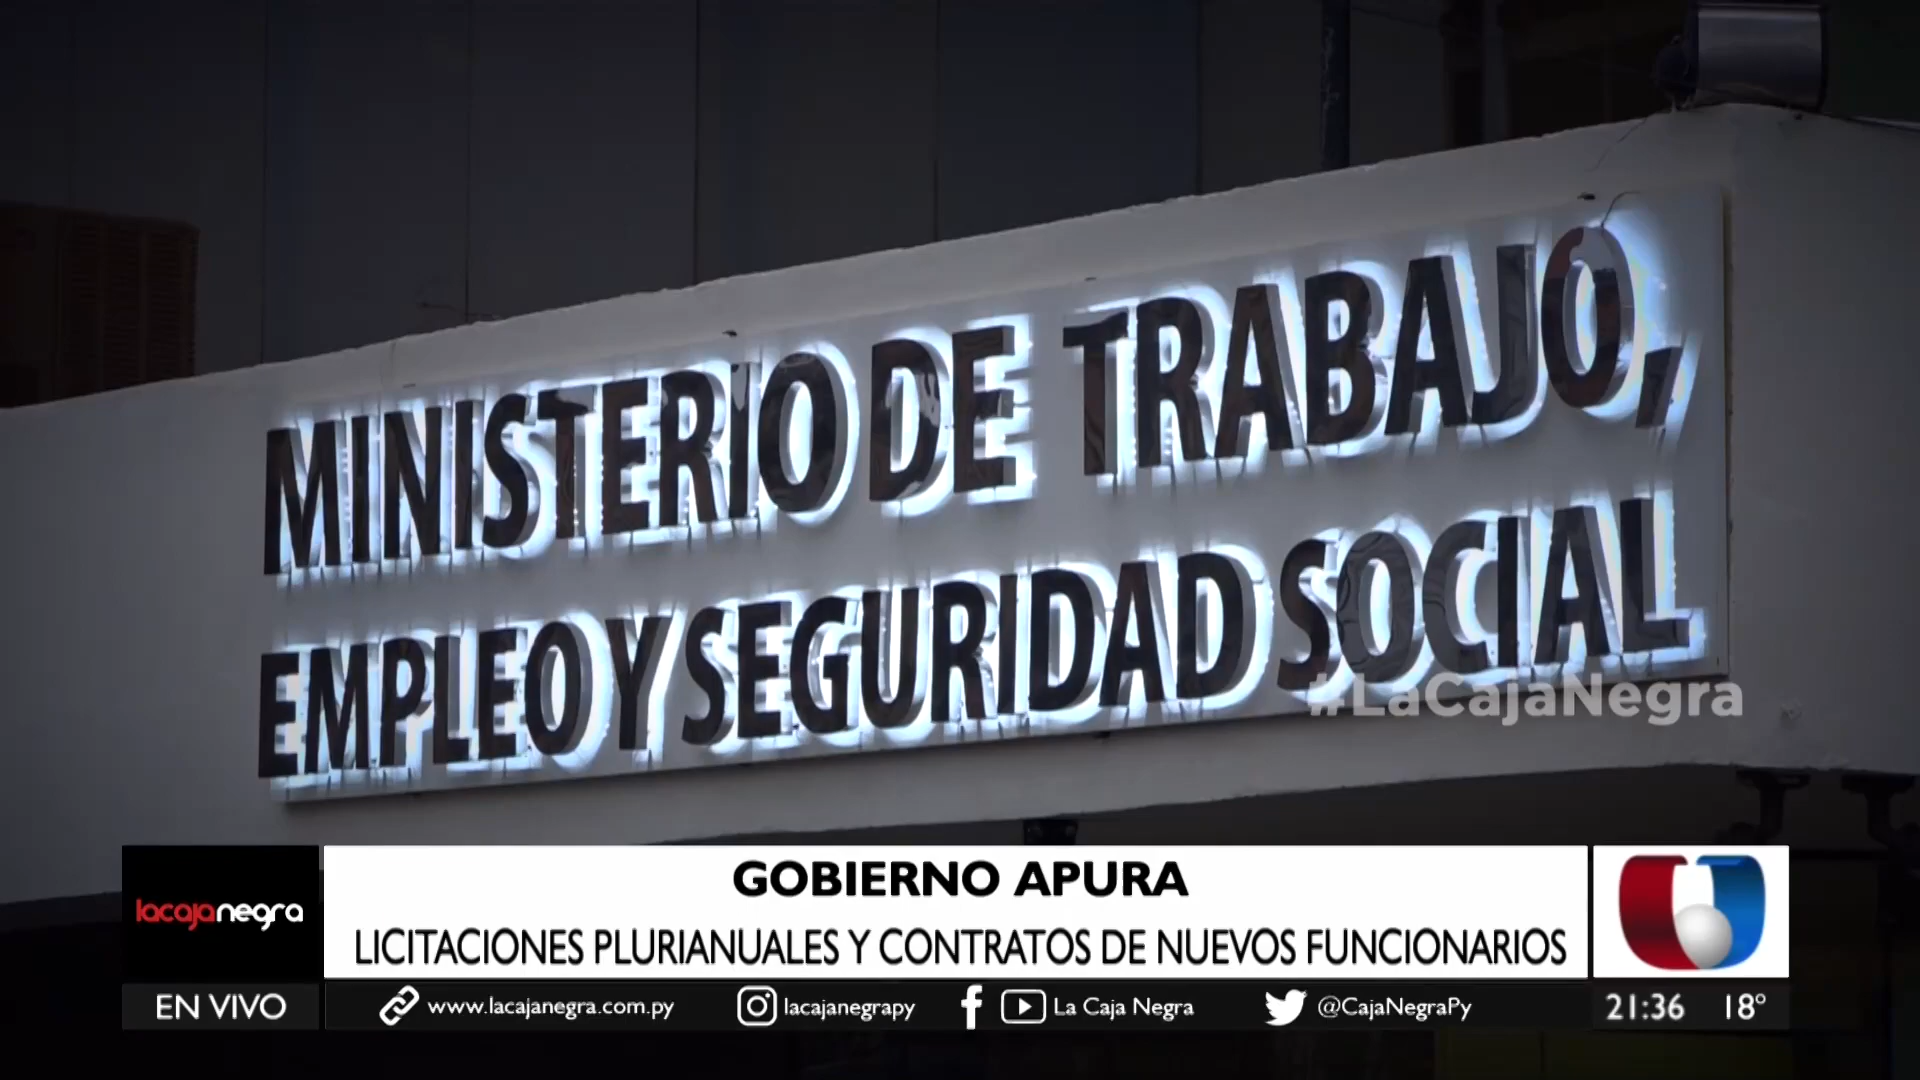 MINISTERIO DE TRABAJO,
EMPLEO Y SEGURIDAD SOCIAL
#LaCajaNegra
GOBIERNO APURA
LICITACIONES PLURIANUALES Y CONTRATOS DE NUEVOS FUNCIONARIOS
lacajanegra
EN VIVO
www.lacajanegra.com.py
lacajanegrapy
La Caja Negra
@CajaNegraPy
21:36 18°